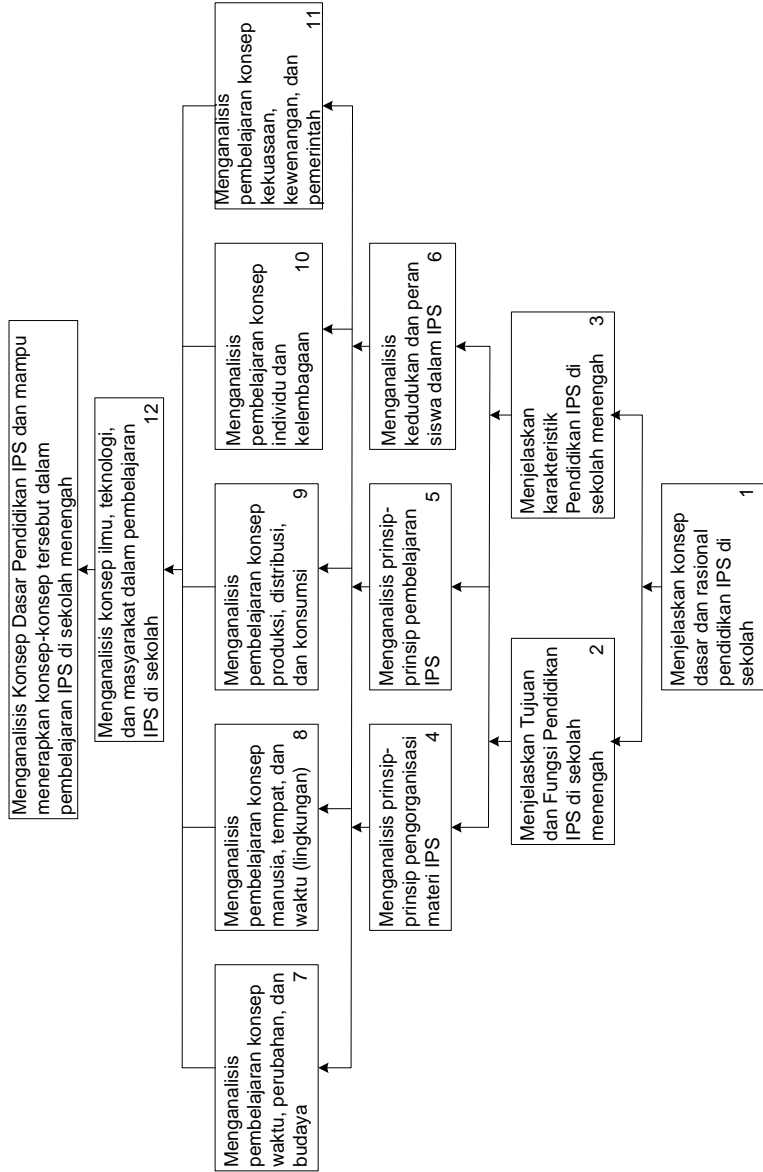 Menganalisis Konsep Dasar Pendidikan IPS dan mampu
menerapkan konsep-konsep tersebut dalam
pembelajaran IPS di sekolah menengah
Menganalisis konsep ilmu, teknologi,
dan masyarakat dalam pembelajaran
IPS di sekolah
12
Menganalisis
pembelajaran konsep
waktu, perubahan, dan
budaya
7
Menganalisis
pembelajaran konsep
manusia, tempat, dan
waktu (lingkungan)
8
Menganalisis
pembelajaran konsep
produksi, distribusi,
dan konsumsi
9
Menganalisis
pembelajaran konsep
individu dan
kelembagaan
10
Menganalisis
pembelajaran konsep
kekuasaan,
kewenangan, dan
pemerintah
11
Menganalisis prinsip-
prinsip pengorganisasi
materi IPS
4
Menganalisis prinsip-
prinsip pembelajaran
IPS
5
Menganalisis
kedudukan dan peran
siswa dalam IPS
6
Menjelaskan Tujuan
dan Fungsi Pendidikan
IPS di sekolah
menengah
2
Menjelaskan
karakteristik
Pendidikan IPS di
sekolah menengah
3
Menjelaskan konsep
dasar dan rasional
pendidikan IPS di
sekolah
1